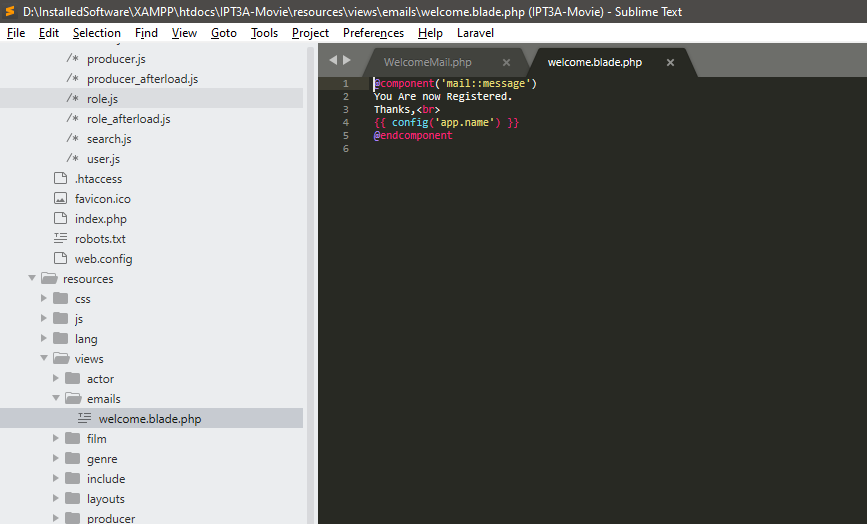 D:\InstalledSoftware\XAMPP\htdocs\IPT3A-Movie\resources\views\emails\welcome.blade.php (IPT3A-Movie) - Sublime Text
File Edit Selection Find View Goto Tools Project Preferences Help Laravel
/* producer.js
/* producer_afterload.js
/* role.js
/* role_afterload.js
/* search.js
/* user.js
.htaccess
favicon.ico
index.php
robots.txt
web.config
resources
css
js
lang
views
actor
emails
welcome.blade.php
film
genre
include
layouts
producer
WelcomeMail.php
welcome.blade.php
1 @component('mail::message')
2 You Are now Registered.
3 Thanks,<br>
4 {{ config('app.name') }}
5 @endcomponent
6